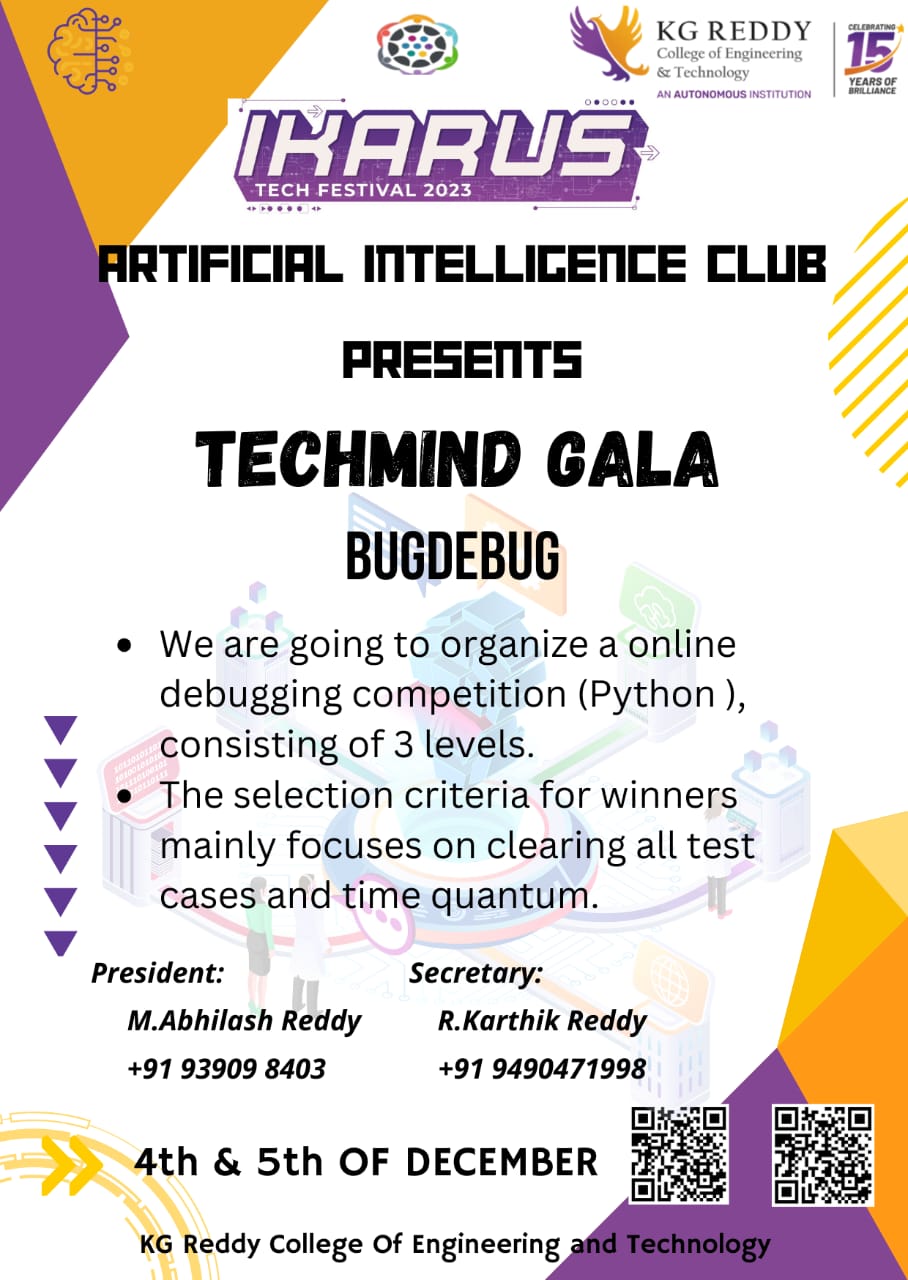 KG REDDY
College of Engineering
& Technology
AN AUTONOMOUS INSTITUTION
CELEBRATING
15
YEARS OF
BRILLIANCE
IKARUS
TECH FESTIVAL 2023
ARTIFICIAL INTELLIGENCE CLUB
PRESENTS
TECHMIND GALA
BUGDEBUG
• We are going to organize a online
debugging competition (Python ),
consisting of 3 levels.
• The selection criteria for winners
mainly focuses on clearing all test
cases and time quantum.
President: Secretary:
M.Abhilash Reddy R.Karthik Reddy
+91 93909 8403 +91 9490471998
4th & 5th OF DECEMBER
KG Reddy College Of Engineering and Technology